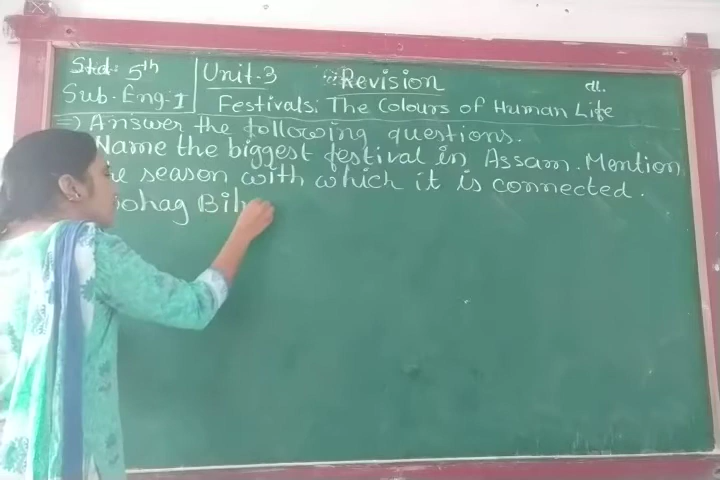 Std: 5th
Sub. Eng-I
Unit-3
Revision
dt.
Festivals: The Colours of Human Life
=> Answer the following questions.
Name the biggest festival in Assam. Mention
season with which it is connected.
Bih